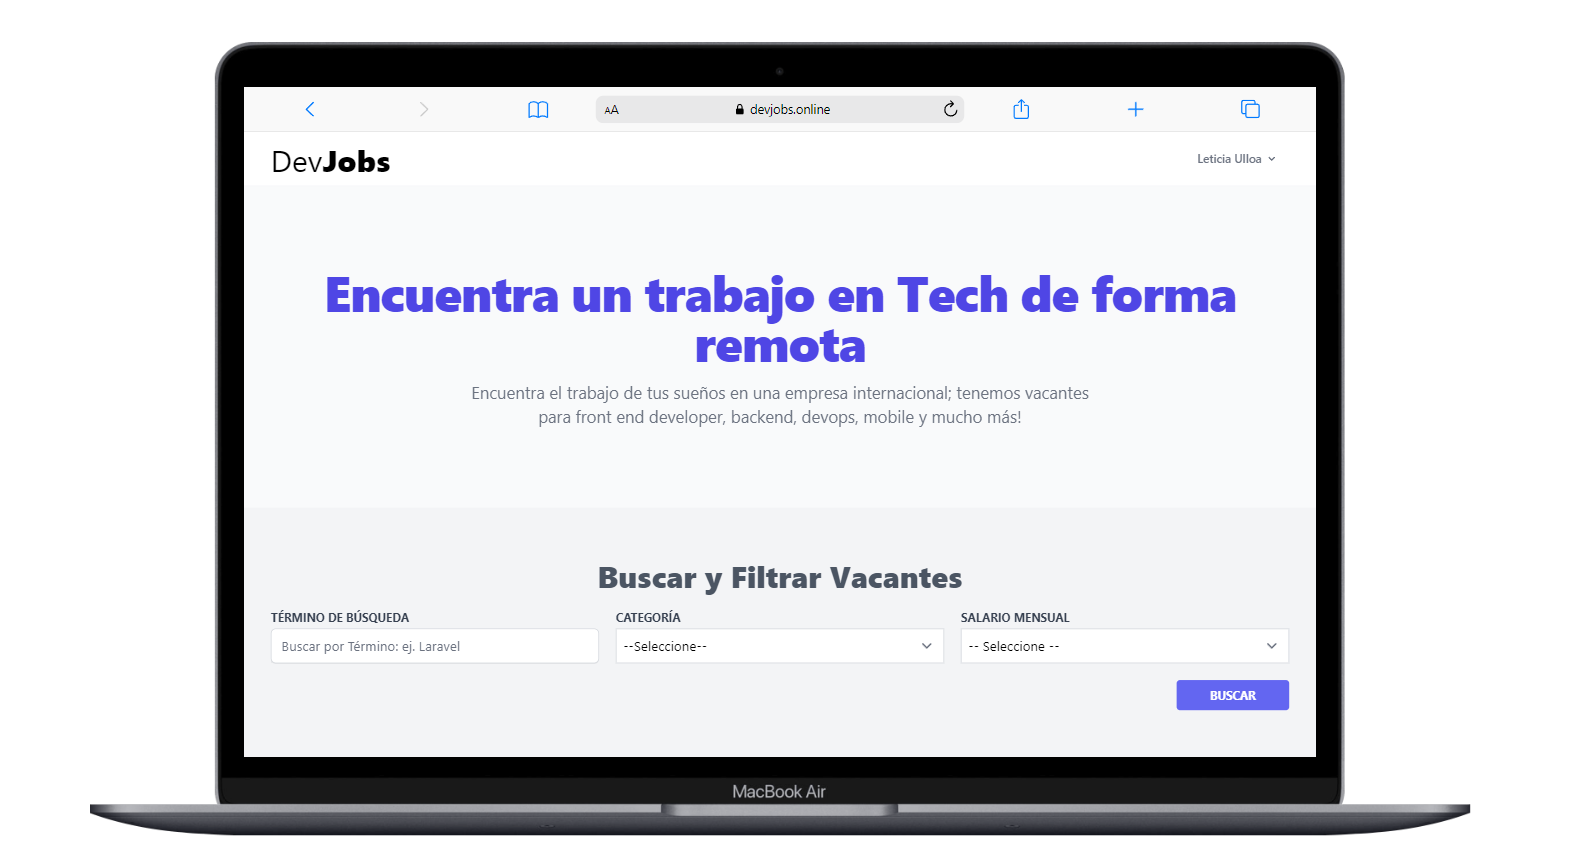 AA
devjobs.online
DevJobs
Leticia Ulloa
Encuentra un trabajo en Tech de forma
remota
Encuentra el trabajo de tus sueños en una empresa internacional; tenemos vacantes
para front end developer, backend, devops, mobile y mucho más!
Buscar y Filtrar Vacantes
TÉRMINO DE BÚSQUEDA
Buscar por Término: ej. Laravel
CATEGORÍA
--Seleccione--
SALARIO MENSUAL
-- Seleccione --
BUSCAR
MacBook Air